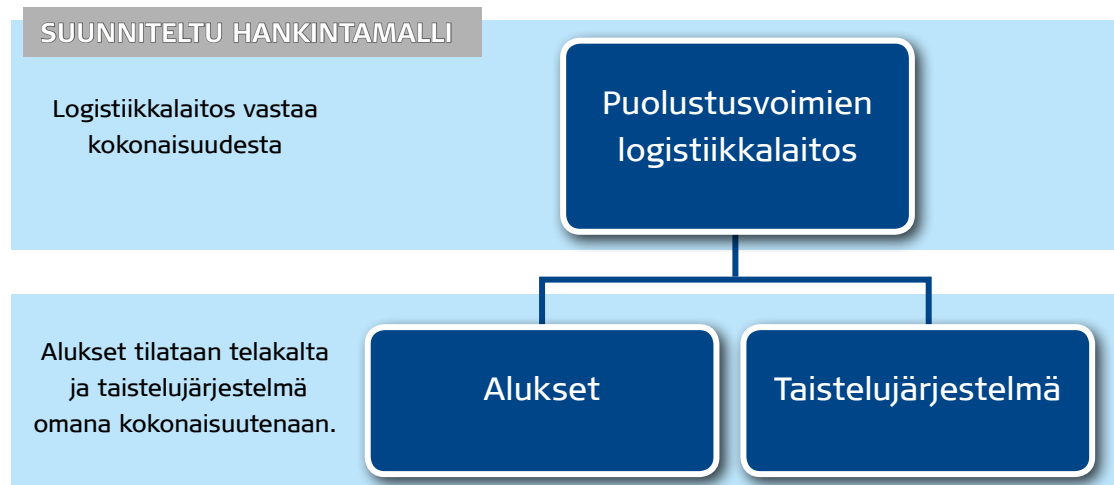 SUUNNITELTU HANKINTAMALLI
Logistiikkalaitos vastaa
kokonaisuudesta
Puolustusvoimien
logistiikkalaitos
Alukset tilataan telakalta
ja taistelujärjestelmä
omana kokonaisuutenaan.
Alukset
Taistelujärjestelmä